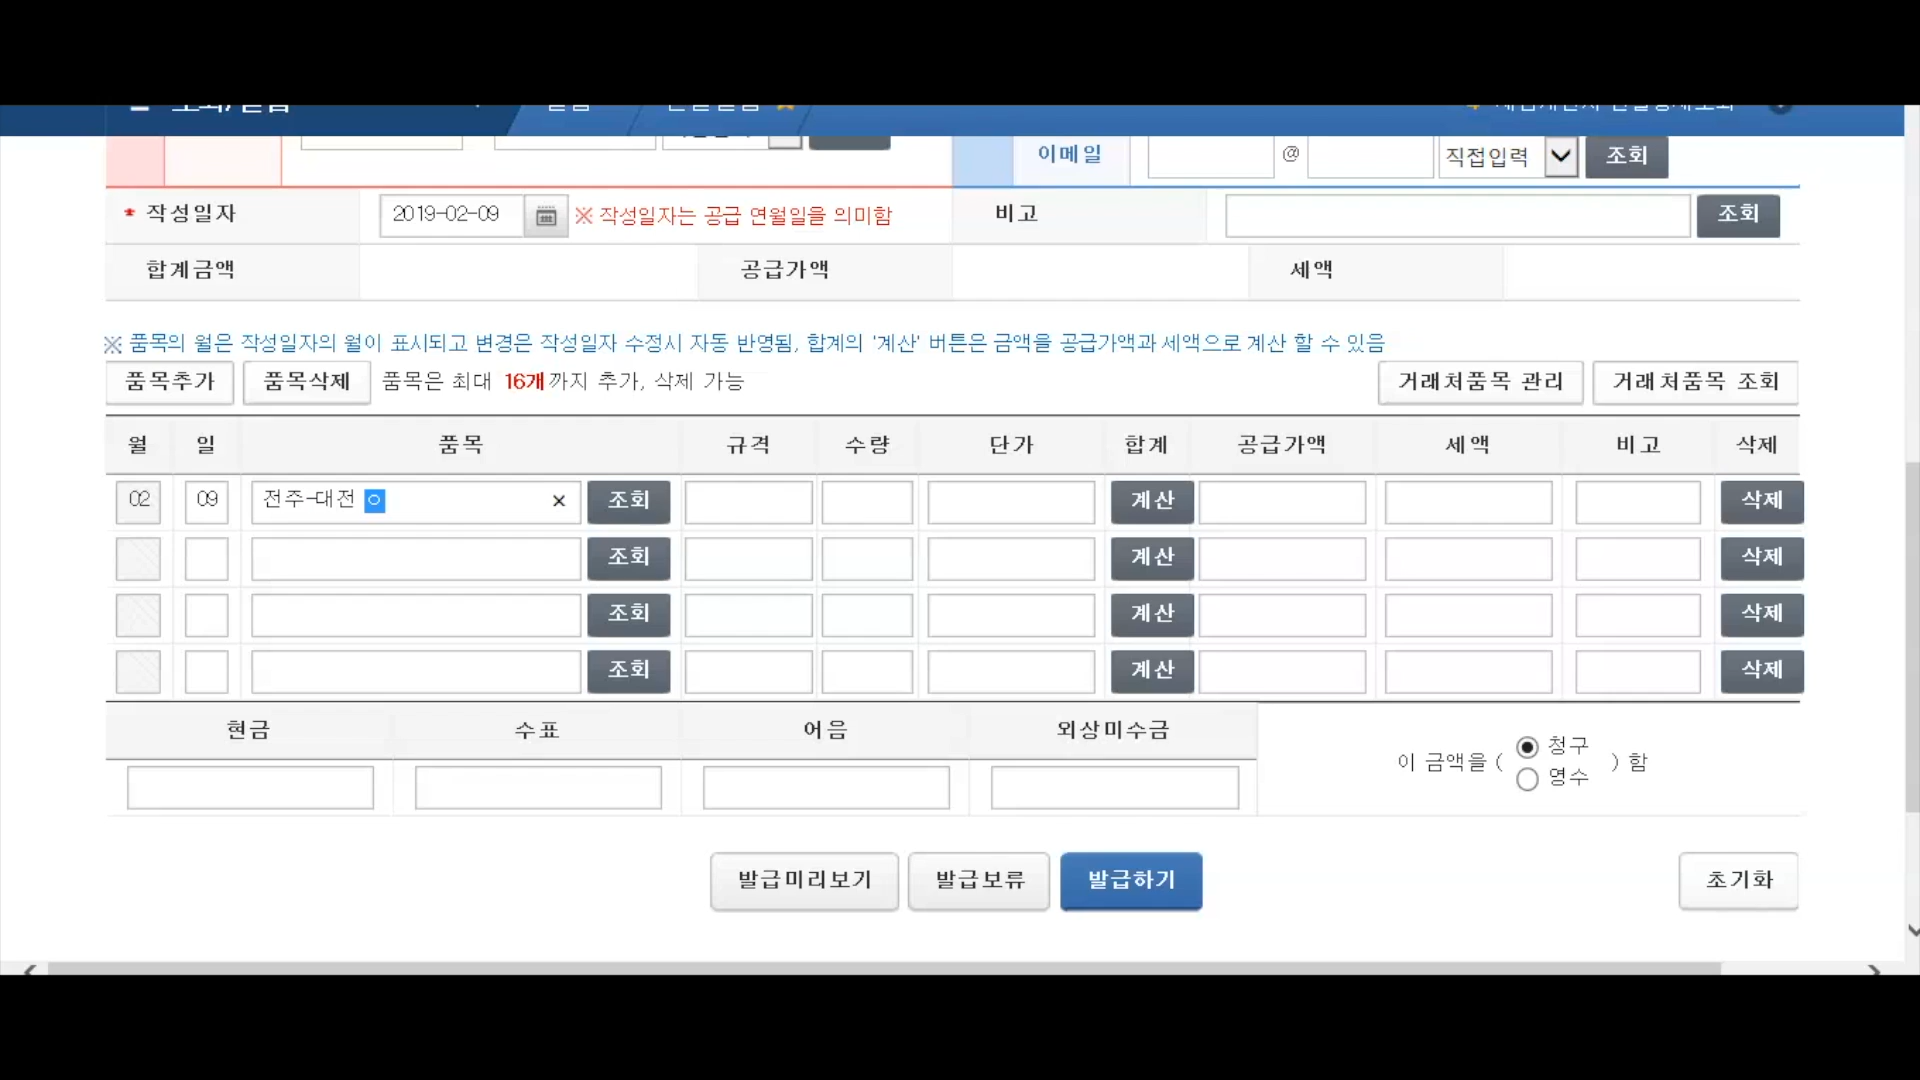 이메일 @ 직접입력 조회
* 작성일자 2019-02-09 ※ 작성일자는 공급 연월일을 의미함 비고 조회
합계금액 공급가액 세액
※ 품목의 월은 작성일자의 월이 표시되고 변경은 작성일자 수정시 자동 반영됨, 합계의 '계산' 버튼은 금액을 공급가액과 세액으로 계산 할 수 있음
품목추가 품목삭제 품목은 최대 16개까지 추가, 삭제 가능 거래처품목 관리 거래처품목 조회
월 일 품목 규격 수량 단가 합계 공급가액 세액 비고 삭제
02 09 전주-대전 ㅇ × 조회 계산 삭제
조회 계산 삭제
조회 계산 삭제
조회 계산 삭제
현금 수표 어음 외상미수금
이 금액을 ( 청구 영수 ) 함
발급미리보기 발급보류 발급하기 초기화